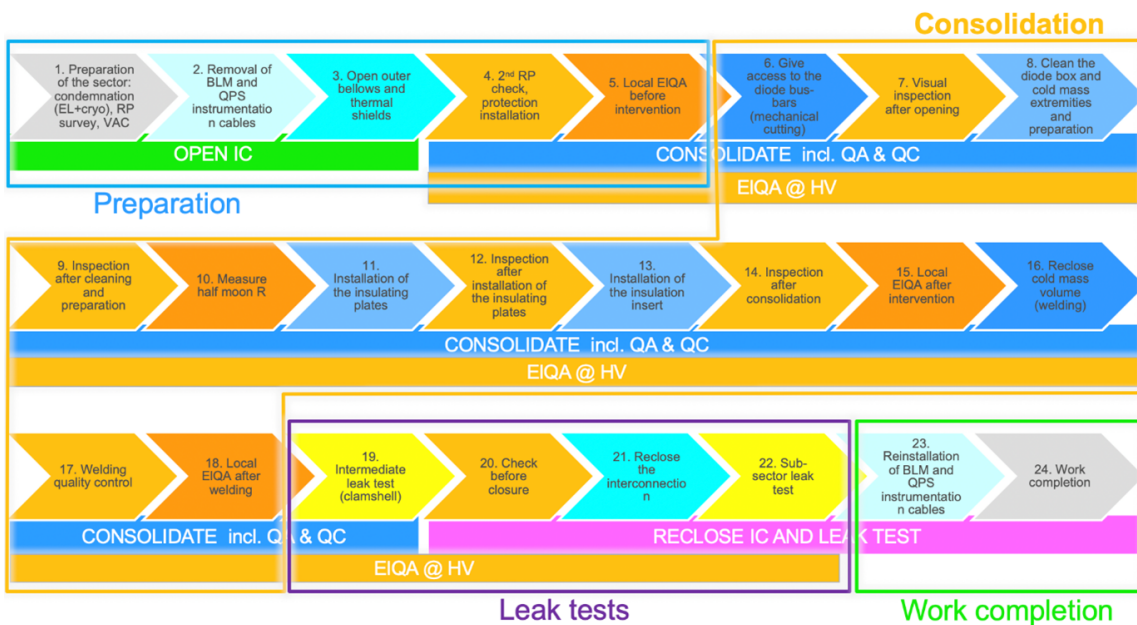 Consolidation
1. Preparation
of the sector:
condemnation
(EL+cryo), RP
survey, VAC
2. Removal of
BLM and
QPS
instrumentatio
n cables
3. Open outer
bellows and
thermal
shields
4. 2nd RP
check,
protection
installation
5. Local ElQA
before
intervention
6. Give
access to the
diode bus-
bars
(mechanical
cutting)
7. Visual
inspection
after opening
8. Clean the
diode box and
cold mass
extremities
and
preparation
OPEN IC
CONSOLIDATE incl. QA & QC
ElQA @ HV
Preparation
9. Inspection
after cleaning
and
preparation
10. Measure
half moon R
11.
Installation of
the insulating
plates
12. Inspection
after
installation of
the insulating
plates
13.
Installation of
the insulation
insert
14. Inspection
after
consolidation
15. Local
ElQA after
intervention
16. Reclose
cold mass
volume
(welding)
CONSOLIDATE incl. QA & QC
ElQA @ HV
17. Welding
quality control
18. Local
ElQA after
welding
19.
Intermediate
leak test
(clamshell)
20. Check
before
closure
21. Reclose
the
interconnectio
n
22. Sub-
sector leak
test
23.
Reinstallation
of BLM and
QPS
instrumentatio
n cables
24. Work
completion
CONSOLIDATE incl. QA & QC
RECLOSE IC AND LEAK TEST
ElQA @ HV
Leak tests
Work completion